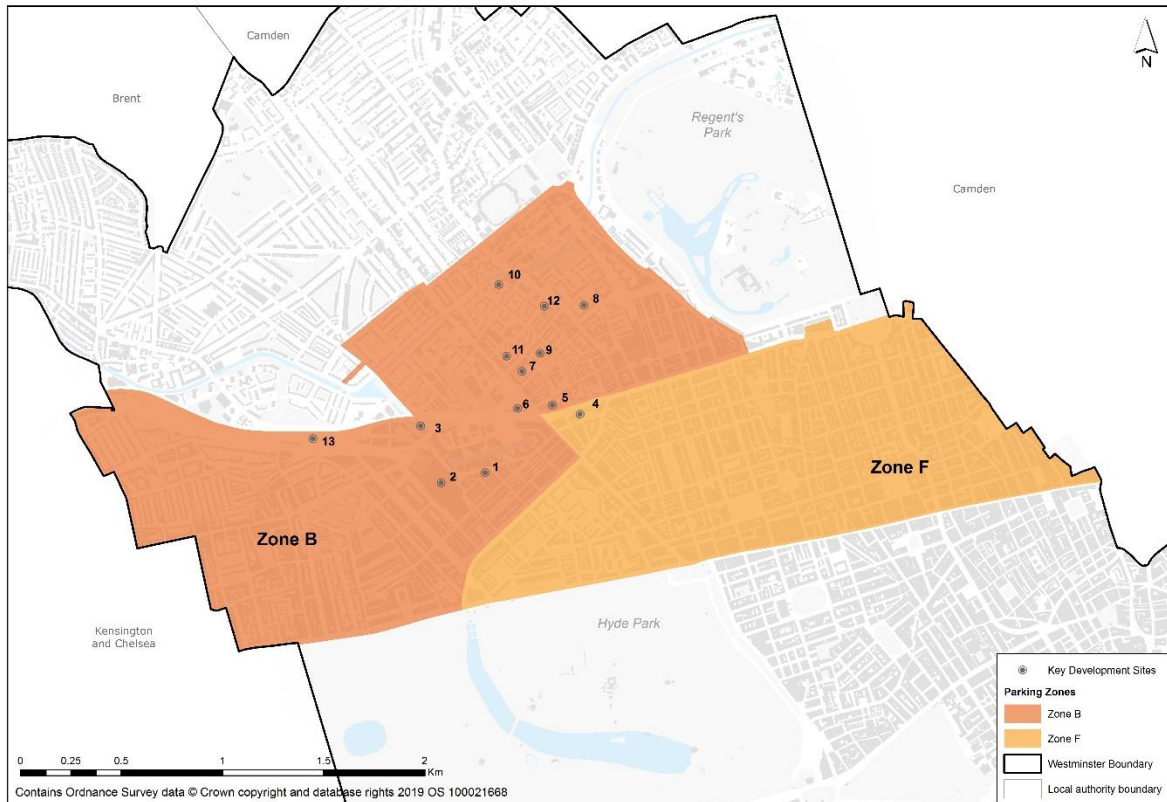 Camden
Brent
Regent's
Park
N
Camden
10
12
8
11
9
7
6
5
4
3
13
1
2
Zone F
Zone B
Kensington
and Chelsea
Hyde Park
Key Development Sites
Parking Zones
Zone B
Zone F
Westminster Boundary
Local authority boundary
0 0.25 0.5 1 1.5 2
Km
Contains Ordnance Survey data © Crown copyright and database rights 2019 OS 100021668